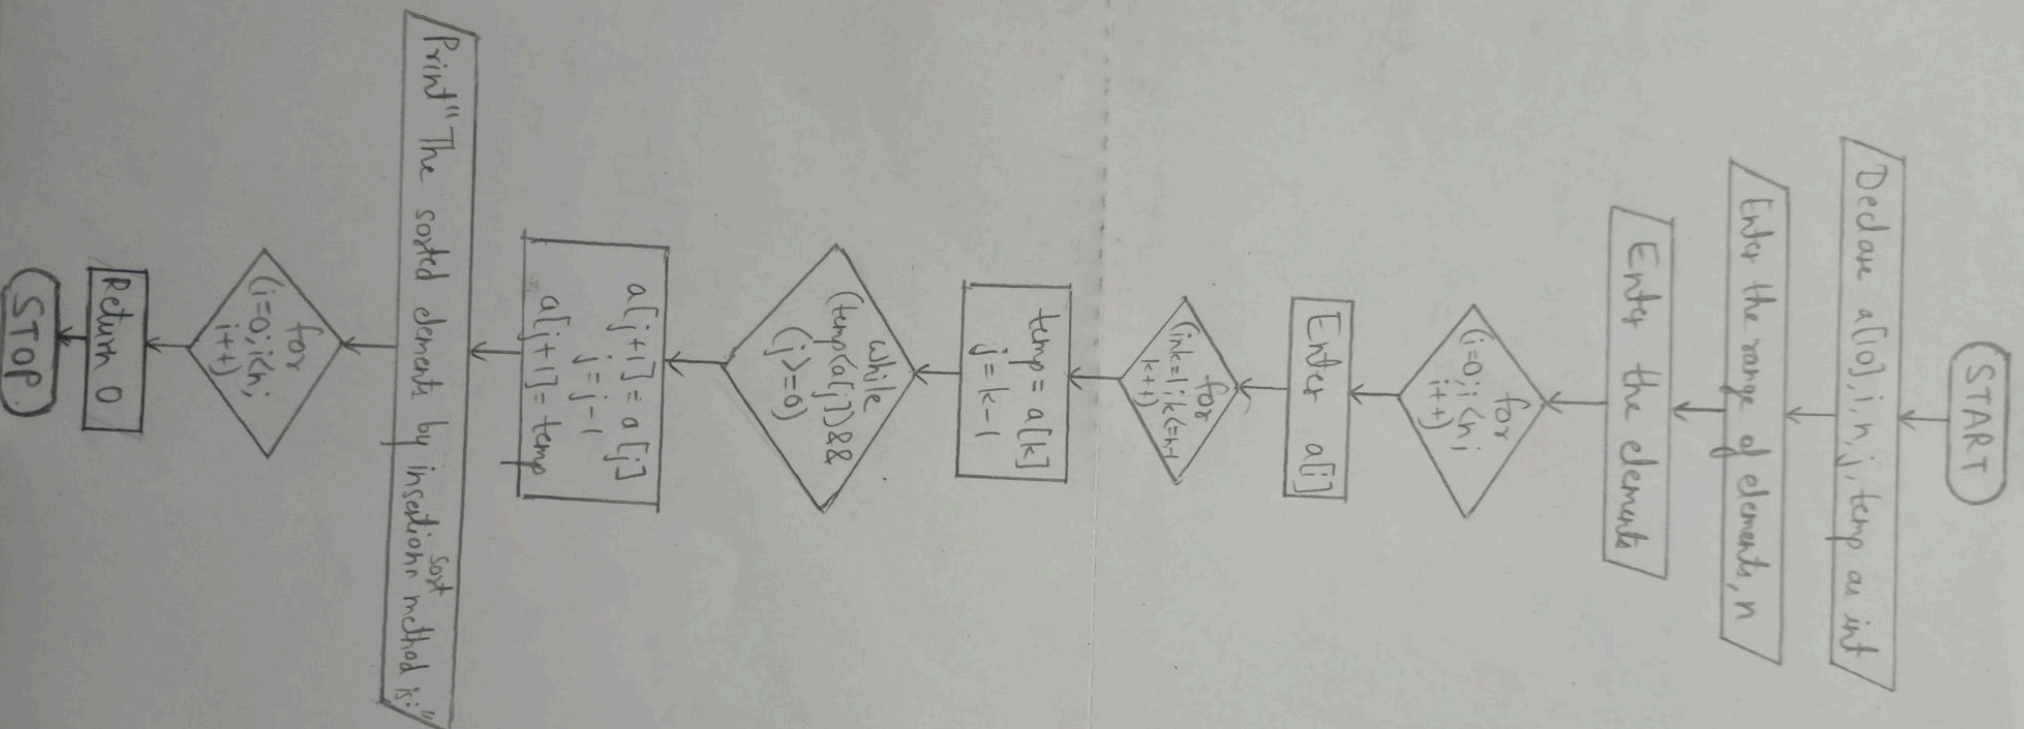 START
Declare a[10], i, n, j, temp as int
Enter the range of elements, n
Enter the elements
for
(i=0; i<n;
i++)
Enter a[i]
for
(int k=1; k<=n-1
k++)
temp = a[k]
j = k-1
while
(temp<a[j])&&
(j>=0)
a[j+1] = a[j]
j = j-1
a[j+1] = temp
Print "The sorted elements by insertion sort method is:"
for
(i=0; i<n;
i++)
Return 0
STOP